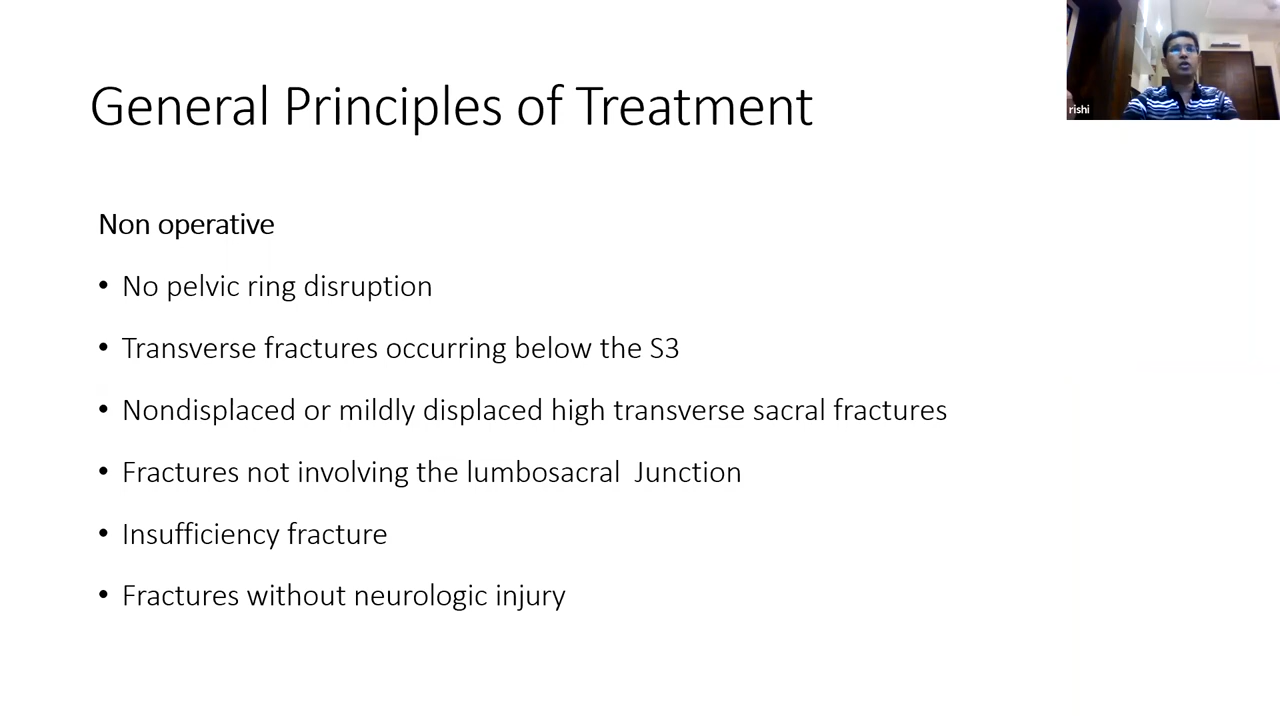 rishi
General Principles of Treatment
Non operative
• No pelvic ring disruption
• Transverse fractures occurring below the S3
• Nondisplaced or mildly displaced high transverse sacral fractures
• Fractures not involving the lumbosacral  Junction
• Insufficiency fracture
• Fractures without neurologic injury